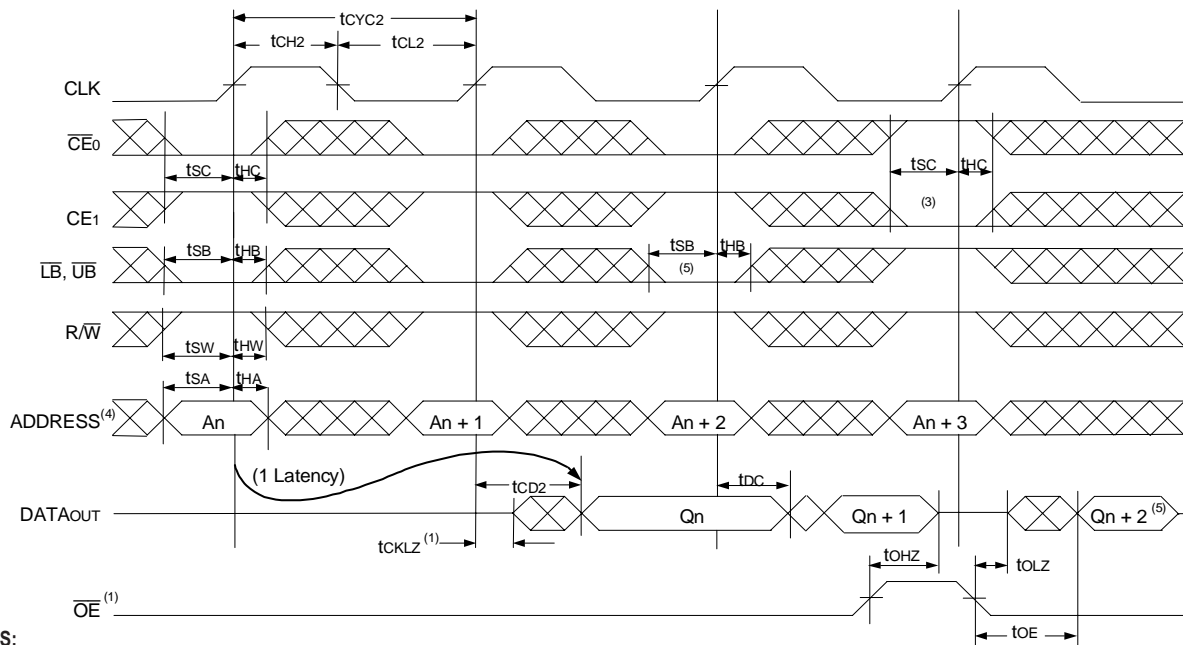 tCYC2
tCH2 tCL2
CLK
CE0
tSC tHC tSC tHC
(3)
CE1
tSB tHB tSB tHB
(5)
LB, UB
R/W
tSW tHW
tSA tHA
ADDRESS(4) An An + 1 An + 2 An + 3
(1 Latency) tCD2 tDC
DATAOUT Qn Qn + 1 Qn + 2 (5)
tCKLZ (1) tOHZ tOLZ
OE (1)
tOE
S: